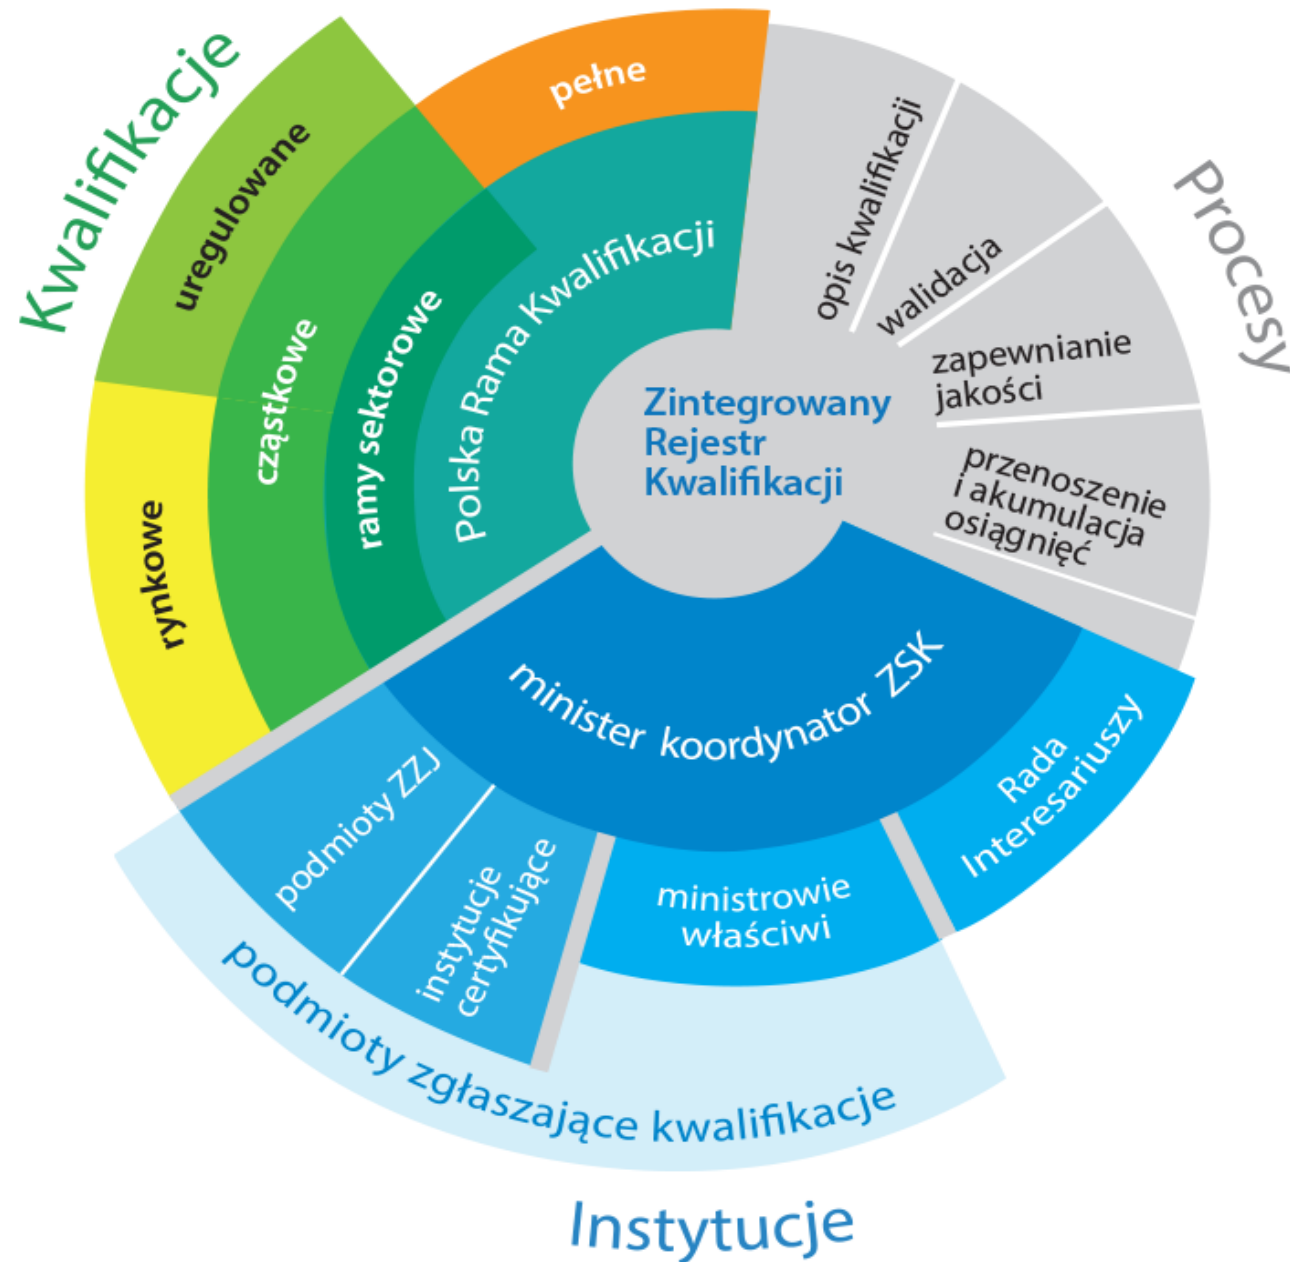 Kwalifikacje
uregulowane
rynkowe
cząstkowe
pełne
ramy sektorowe
Polska Rama Kwalifikacji
Zintegrowany
Rejestr
Kwalifikacji
Procesy
opis kwalifikacji
walidacja
zapewnianie
jakości
przenoszenie
i akumulacja
osiągnięć
minister koordynator ZSK
Rada
Interesariuszy
ministrowie
właściwi
instytucje
certyfikujące
podmioty ZZJ
podmioty zgłaszające kwalifikacje
Instytucje